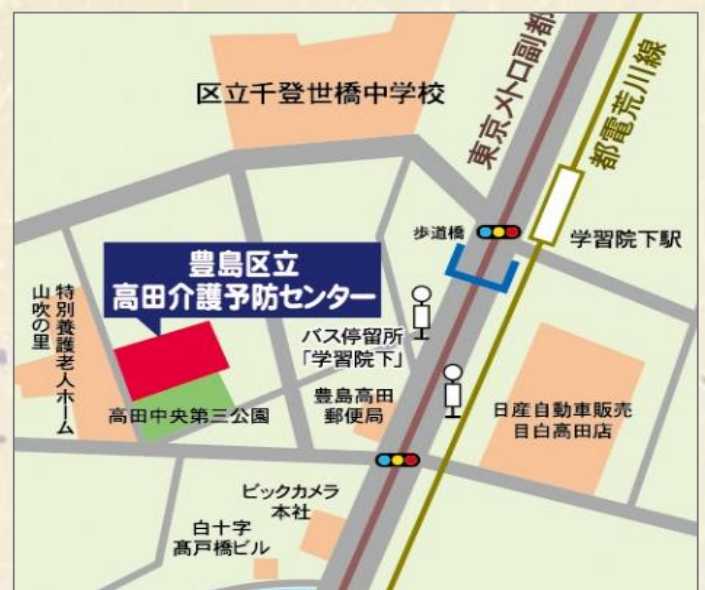 区立千登世橋中学校
東京メトロ副都
都電荒川線
歩道橋
学習院下駅
豊島区立
高田介護予防センター
特別養護老人ホーム
山吹の里
バス停留所
「学習院下」
高田中央第三公園
豊島高田
郵便局
日産自動車販売
目白高田店
ビックカメラ
本社
白十字
髙戸橋ビル